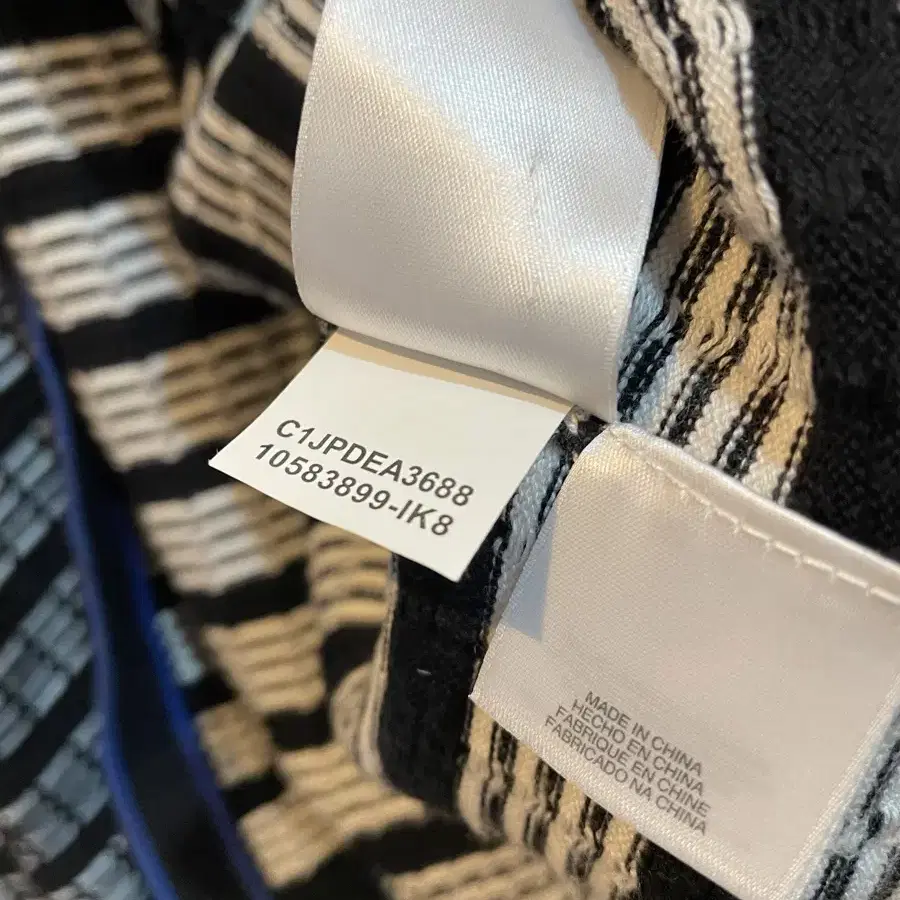 C1JPDEA3688
10583899-IK8
MADE IN CHINA
HECHO EN CHINA
FABRIQUE EN CHINE
FABRICADO NA CHINA